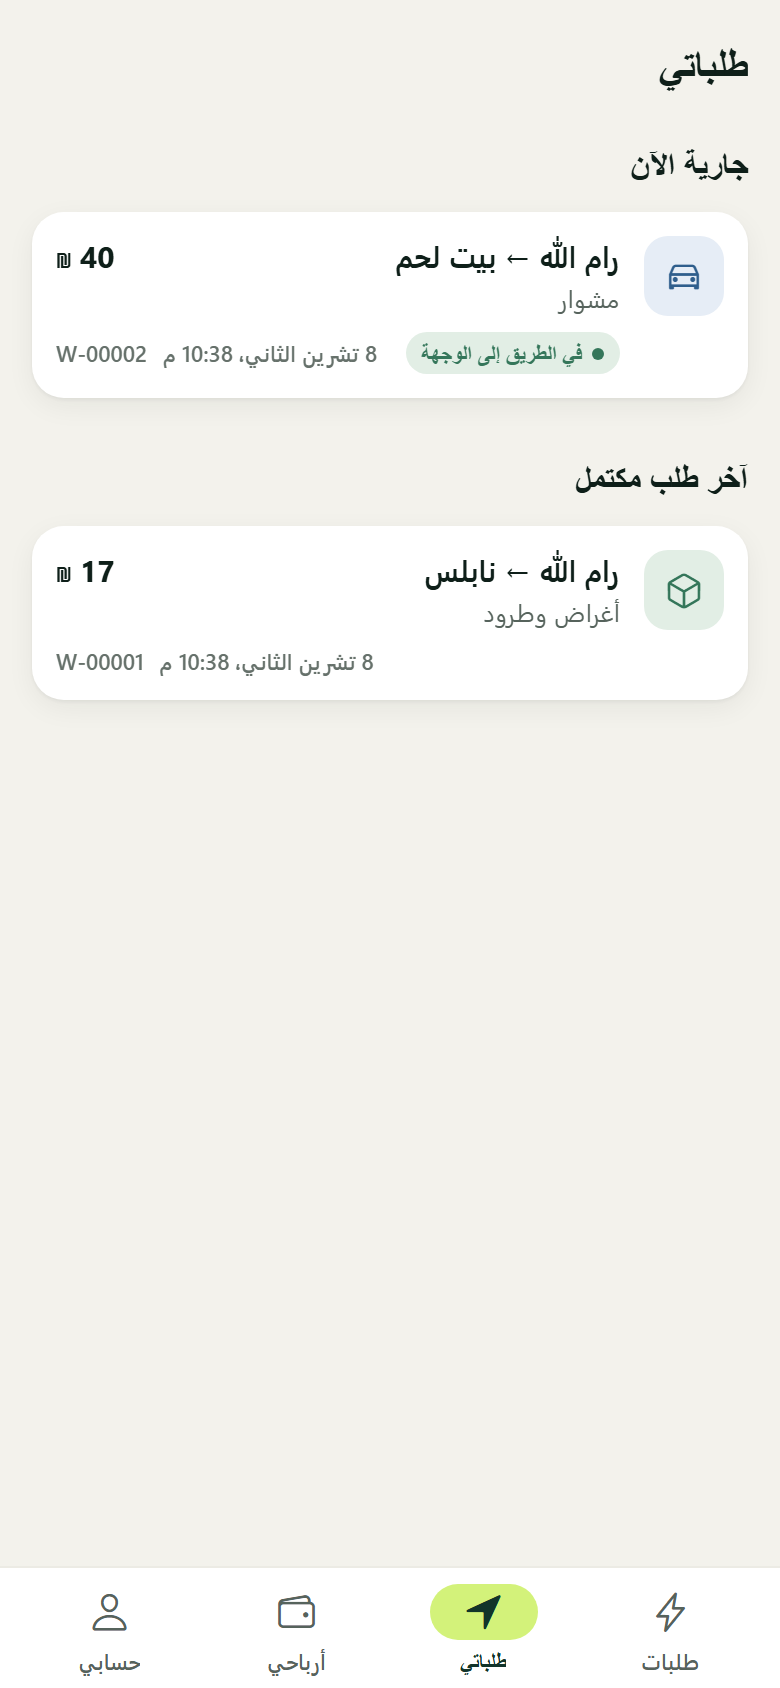 طلباتي
جارية الآن
رام الله ← بيت لحم
40 ₪
مشوار
في الطريق إلى الوجهة
8 تشرين الثاني، 10:38 م
W-00002
آخر طلب مكتمل
رام الله ← نابلس
17 ₪
أغراض وطرود
8 تشرين الثاني، 10:38 م
W-00001
طلبات
طلباتي
أرباحي
حسابي